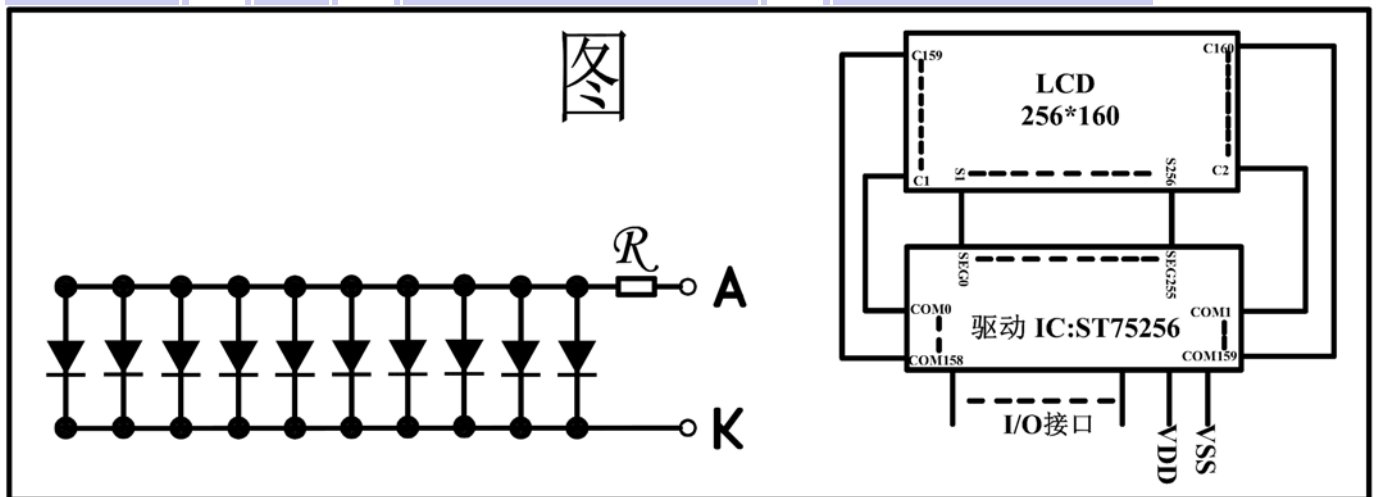 图
R
A
K
C159
C160
LCD
256*160
C1
S1
S256
C2
SEG0
SEG255
COM0
COM1
驱动 IC:ST75256
COM158
COM159
I/O接口
VDD
VSS